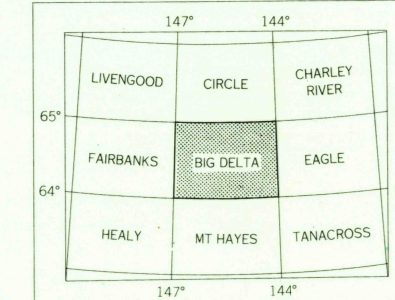 147° 144°
LIVENGOOD CIRCLE CHARLEY RIVER
65°
FAIRBANKS BIG DELTA EAGLE
64°
HEALY MT HAYES TANACROSS
147° 144°